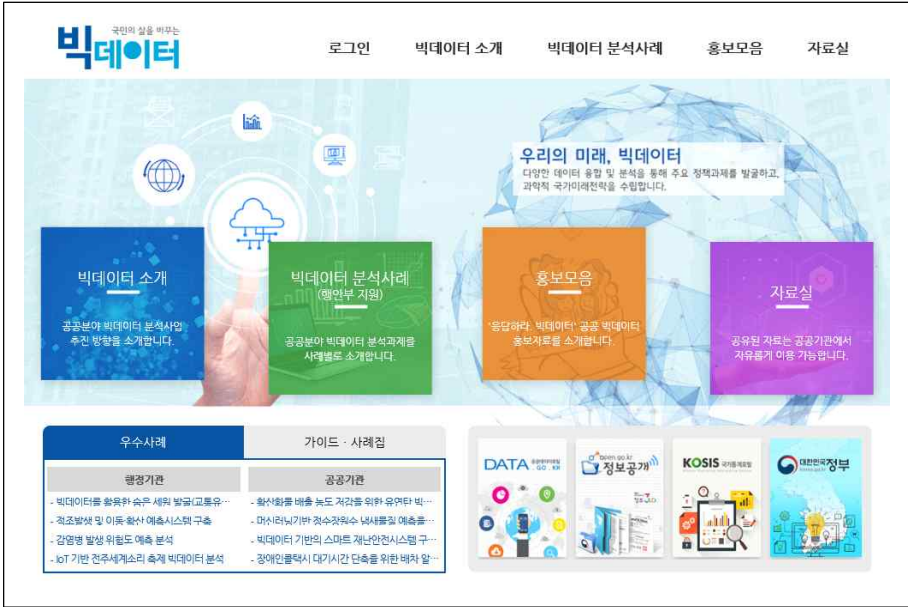 국민의 삶을 바꾸는
빅데이터
로그인 빅데이터 소개 빅데이터 분석사례 홍보모음 자료실
우리의 미래, 빅데이터
다양한 데이터 융합 및 분석을 통해 주요 정책과제를 발굴하고,
과학적 국가미래전략을 수립합니다.
빅데이터 소개
공공분야 빅데이터 분석사업
추진 방향을 소개합니다.
빅데이터 분석사례
(행안부 지원)
공공분야 빅데이터 분석과제를
사례별로 소개합니다.
홍보모음
'응답하라 빅데이터' 공공 빅데이터
홍보자료를 소개합니다.
자료실
공유된 자료는 공공기관에서
자유롭게 이용 가능합니다.
우수사례 가이드 · 사례집
행정기관
- 빅데이터를 활용한 숨은 세원 발굴(교통유…
- 적조발생 및 이동·확산 예측시스템 구축
- 감염병 발생 위험도 예측 분석
- IoT 기반 전주세계소리 축제 빅데이터 분석
공공기관
- 황산화물 배출 농도 저감을 위한 유연탄 빅…
- 머신러닝기반 정수장원수 냄새물질 예측을…
- 빅데이터 기반의 스마트 재난안전시스템 구…
- 장애인콜택시 대기시간 단축을 위한 배차 알…
DATA 공공데이터포털
.GO.KR
open.go.kr
정보공개
KOSIS 국가통계포털
대한민국정부